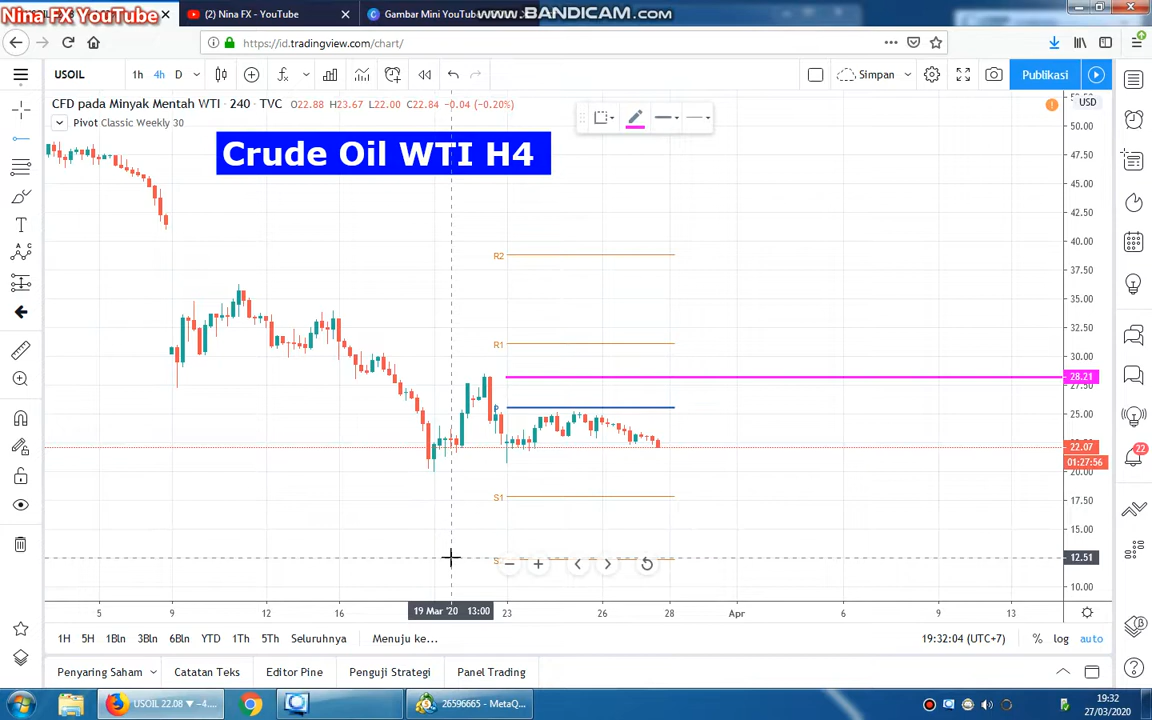 Nina FX YouTube
(2) Nina FX - YouTube
Gambar Mini YouTub
WWW.BANDICAM.COM
https://id.tradingview.com/chart/
USOIL
1h
4h
D
Simpan
Publikasi
CFD pada Minyak Mentah WTI · 240 · TVC O22.88 H23.67 L22.00 C22.84 -0.04 (-0.20%)
USD
Pivot Classic Weekly 30
Crude Oil WTI H4
50.00
47.50
45.00
42.50
40.00
37.50
35.00
32.50
30.00
28.21
27.50
25.00
22.07
01:27:56
20.00
17.50
15.00
12.51
10.00
R2
R1
P
S1
22
5
9
12
16
19 Mar '20 13:00
23
26
28
Apr
6
9
13
1H
5H
1Bln
3Bln
6Bln
YTD
1Th
5Th
Seluruhnya
Menuju ke...
19:32:04 (UTC+7)
%
log
auto
Penyaring Saham
Catatan Teks
Editor Pine
Penguji Strategi
Panel Trading
USOIL 22.08 ▼ −4....
26596665 - MetaQ...
19:32
27/03/2020